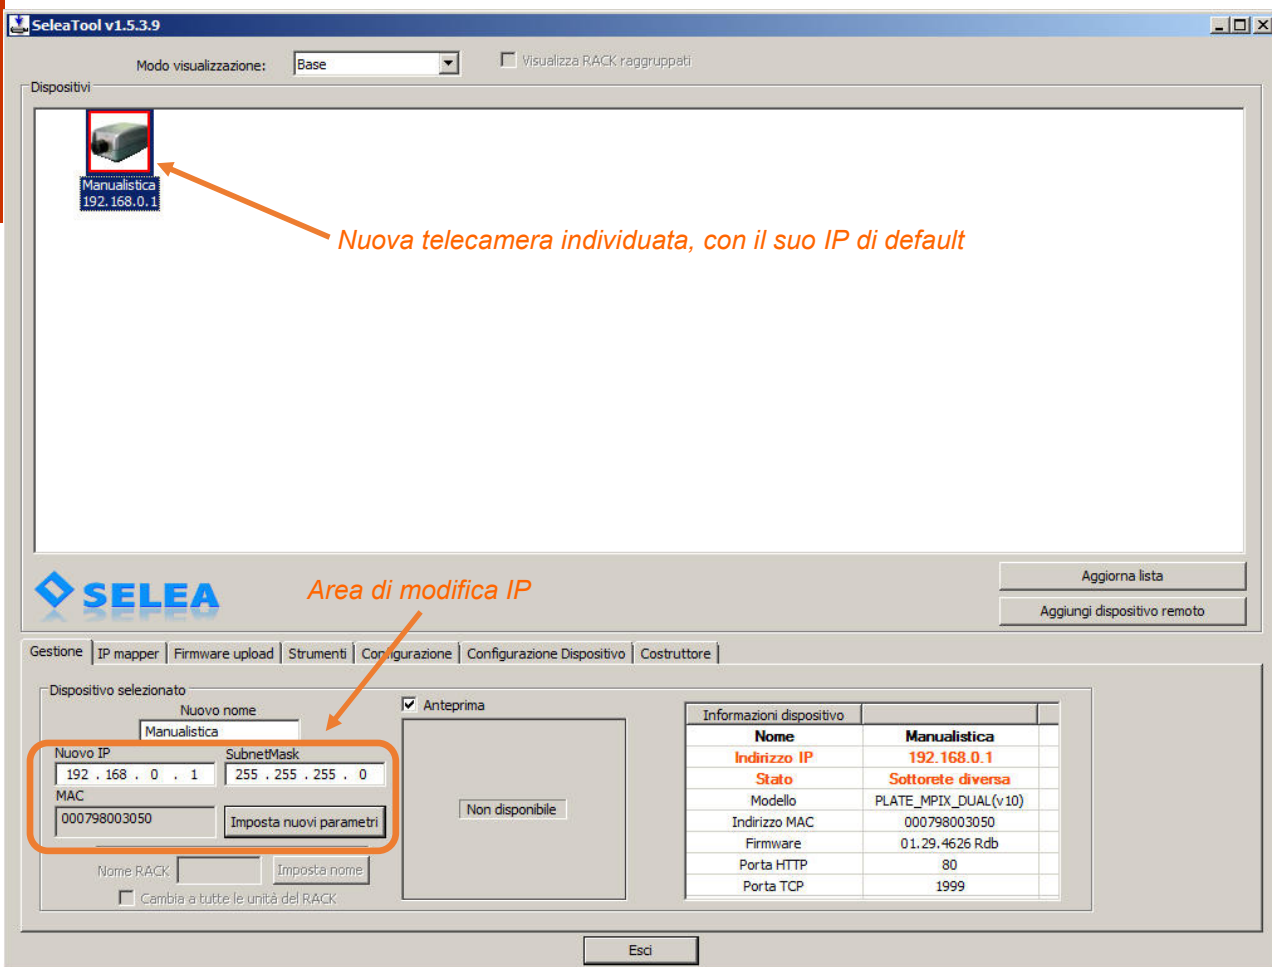 SeleaTool v1.5.3.9
Modo visualizzazione: Base Visualizza RACK raggruppati
Dispositivi
Manualistica
192.168.0.1
Nuova telecamera individuata, con il suo IP di default
SELEA
Area di modifica IP
Aggiorna lista
Aggiungi dispositivo remoto
Gestione IP mapper Firmware upload Strumenti Configurazione Configurazione Dispositivo Costruttore
Dispositivo selezionato
Nuovo nome
Manualistica
Nuovo IP SubnetMask
192 . 168 . 0 . 1 255 . 255 . 255 . 0
MAC
000798003050 Imposta nuovi parametri
Nome RACK Imposta nome
Cambia a tutte le unità del RACK
Anteprima
Non disponibile
Informazioni dispositivo
Nome Manualistica
Indirizzo IP 192.168.0.1
Stato Sottorete diversa
Modello PLATE_MPIX_DUAL(v10)
Indirizzo MAC 000798003050
Firmware 01.29.4626 Rdb
Porta HTTP 80
Porta TCP 1999
Esci